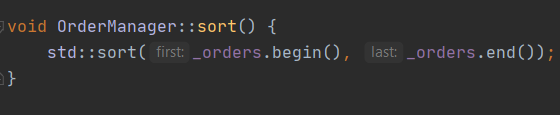 void OrderManager::sort() {
    std::sort( first: _orders.begin(), last: _orders.end());
}